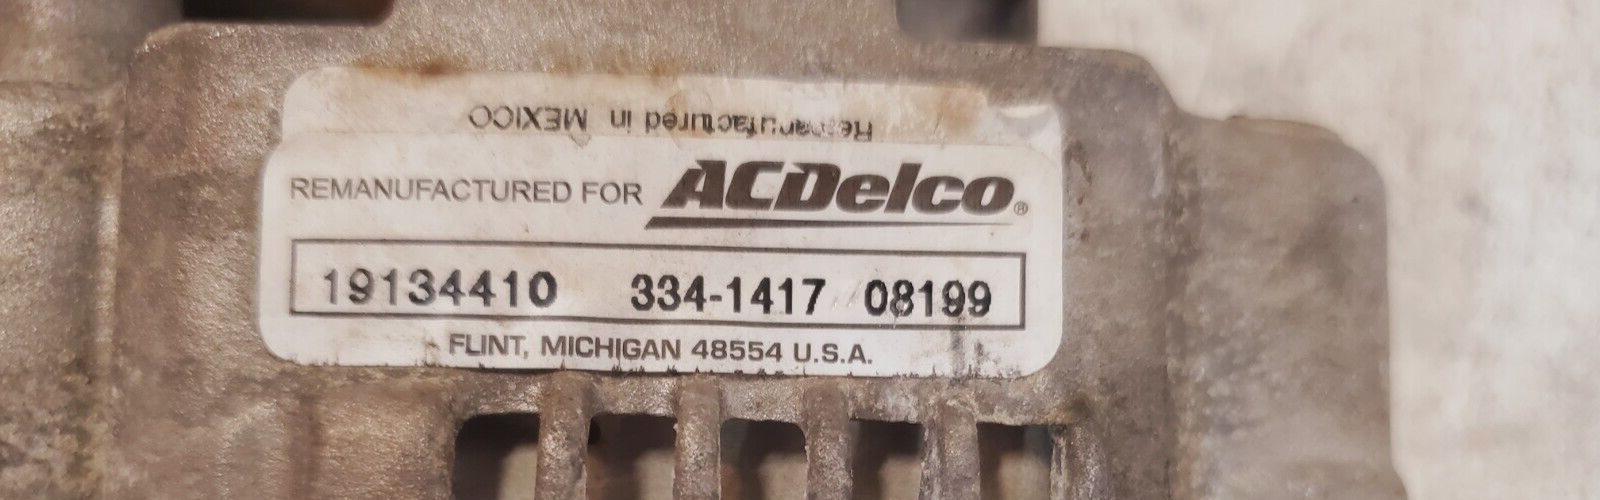 Remanufactured in MEXICO
REMANUFACTURED FOR ACDelco®
19134410 334-1417 08199
FLINT, MICHIGAN 48554 U.S.A.